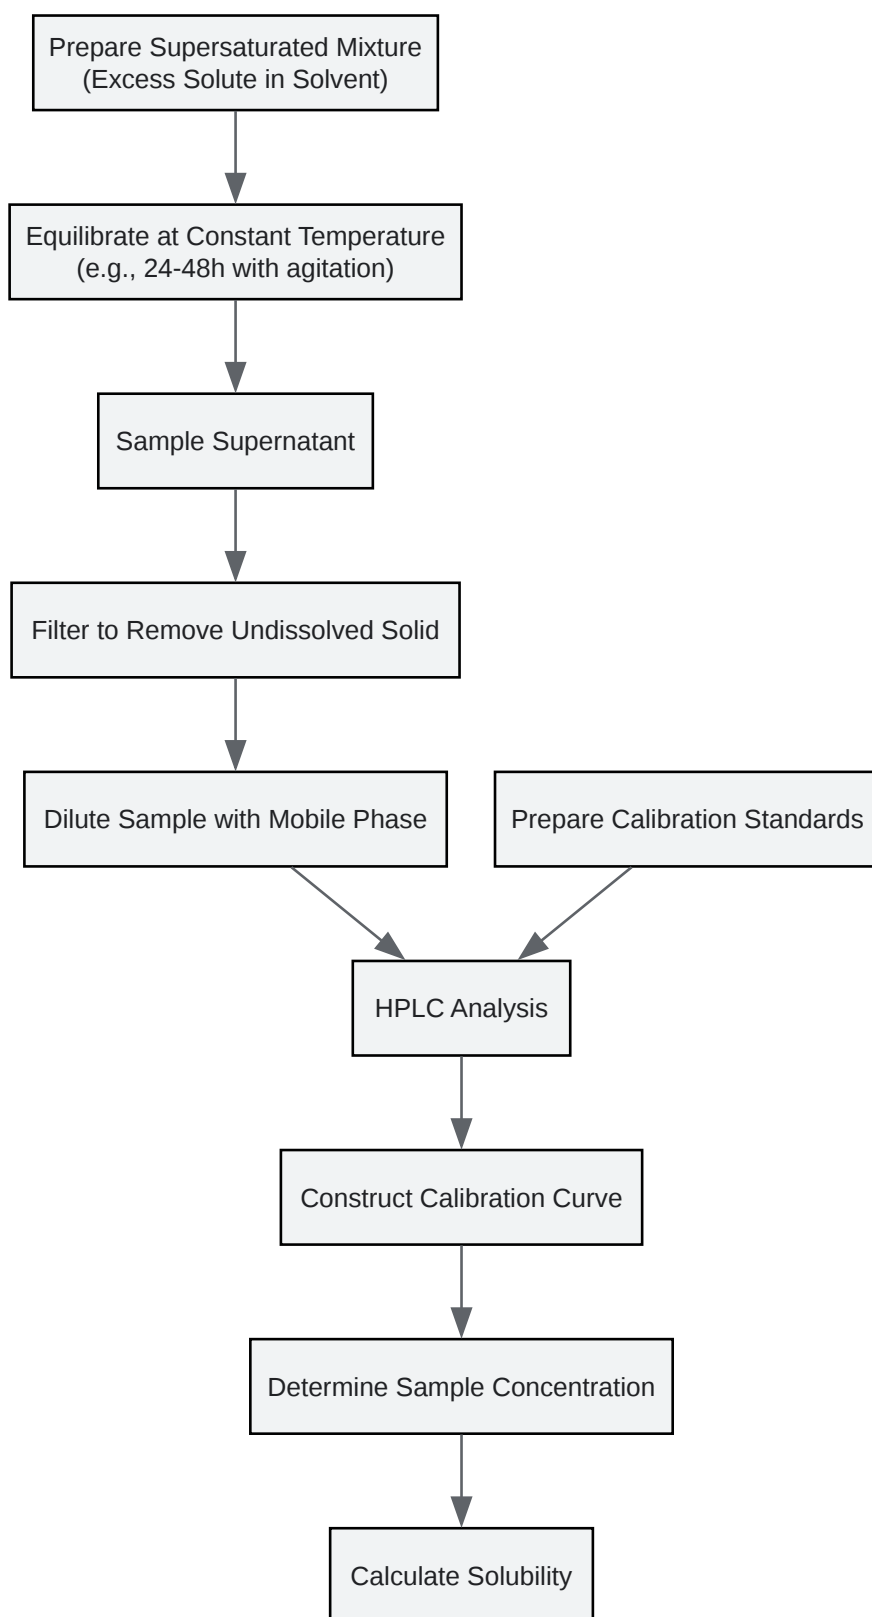 Prepare Supersaturated Mixture
(Excess Solute in Solvent)
Equilibrate at Constant Temperature
(e.g., 24-48h with agitation)
Sample Supernatant
Filter to Remove Undissolved Solid
Dilute Sample with Mobile Phase
Prepare Calibration Standards
HPLC Analysis
Construct Calibration Curve
Determine Sample Concentration
Calculate Solubility